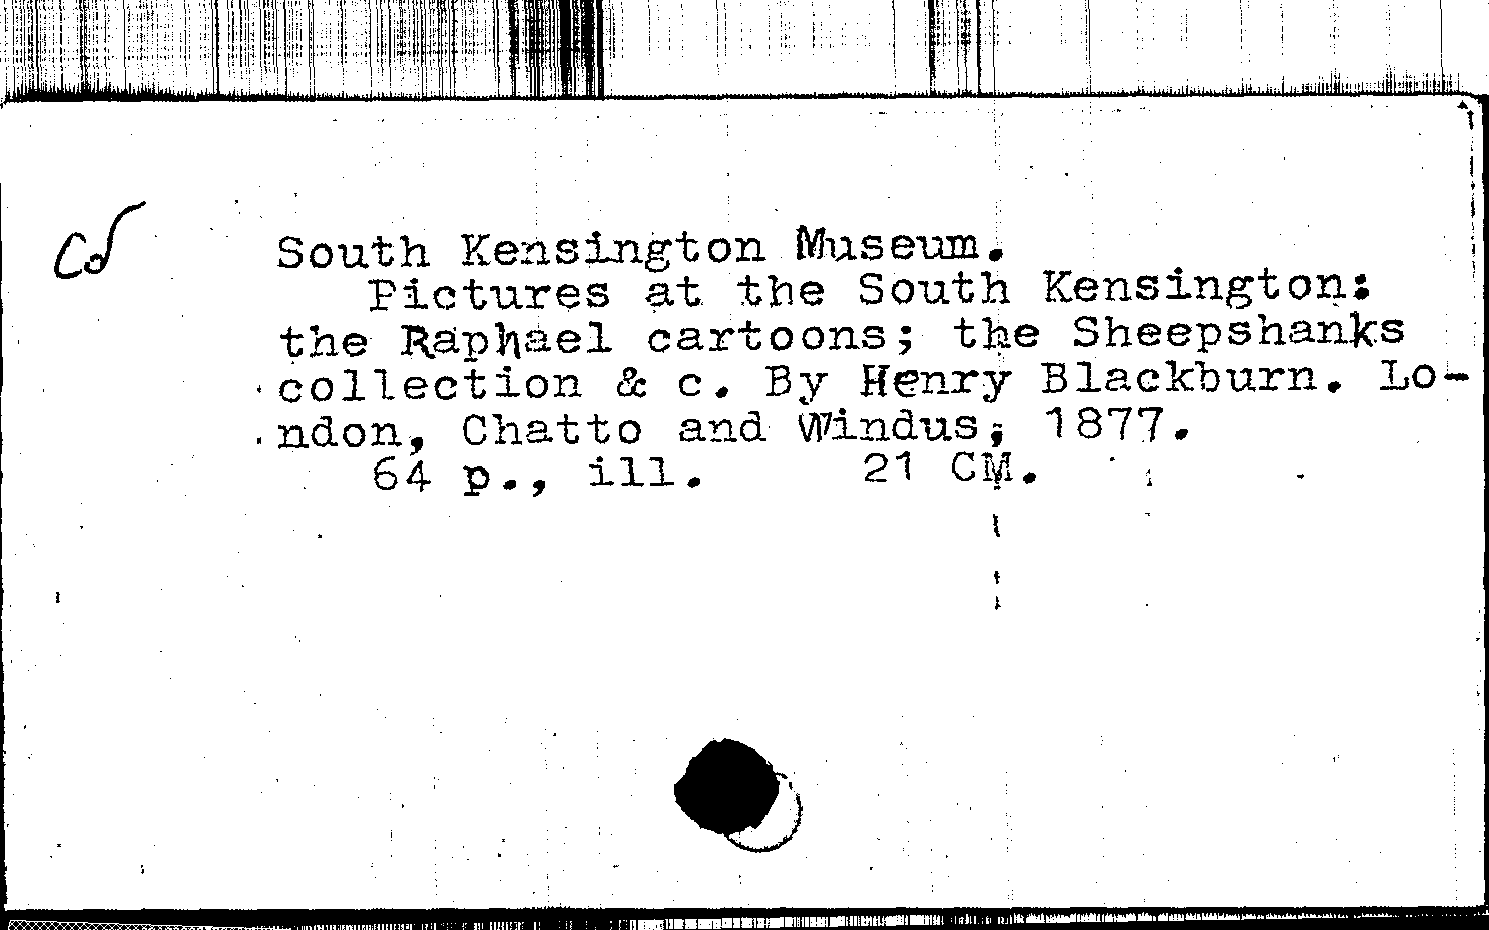 South Kensington Museum.
Pictures at the South Kensington:
the Raphael cartoons; the Sheepshanks
collection & c. By Henry Blackburn. Lo-
ndon, Chatto and Windus, 1877.
64 p., ill. 21 CM.